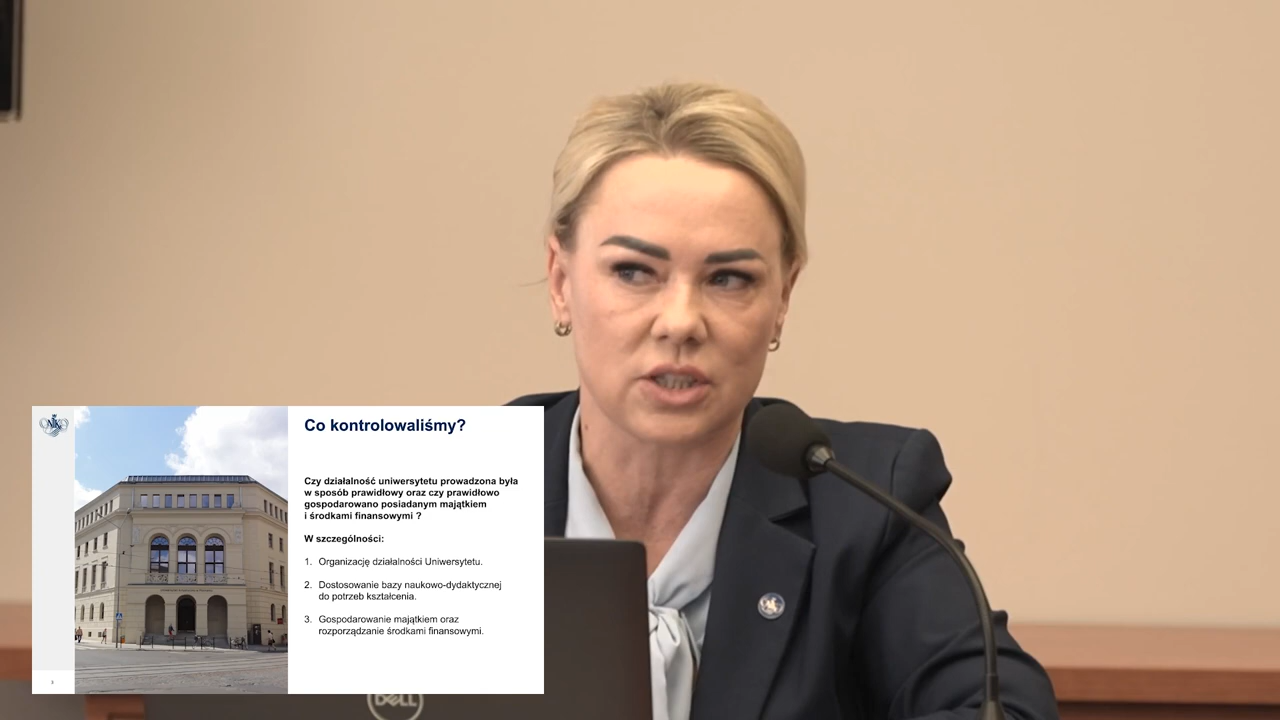 NIK
Co kontrolowaliśmy?
Czy działalność uniwersytetu prowadzona była
w sposób prawidłowy oraz czy prawidłowo
gospodarowano posiadanym majątkiem
i środkami finansowymi ?
W szczególności:
1. Organizację działalności Uniwersytetu.
2. Dostosowanie bazy naukowo-dydaktycznej
do potrzeb kształcenia.
3. Gospodarowanie majątkiem oraz
rozporządzanie środkami finansowymi.
3
DELL